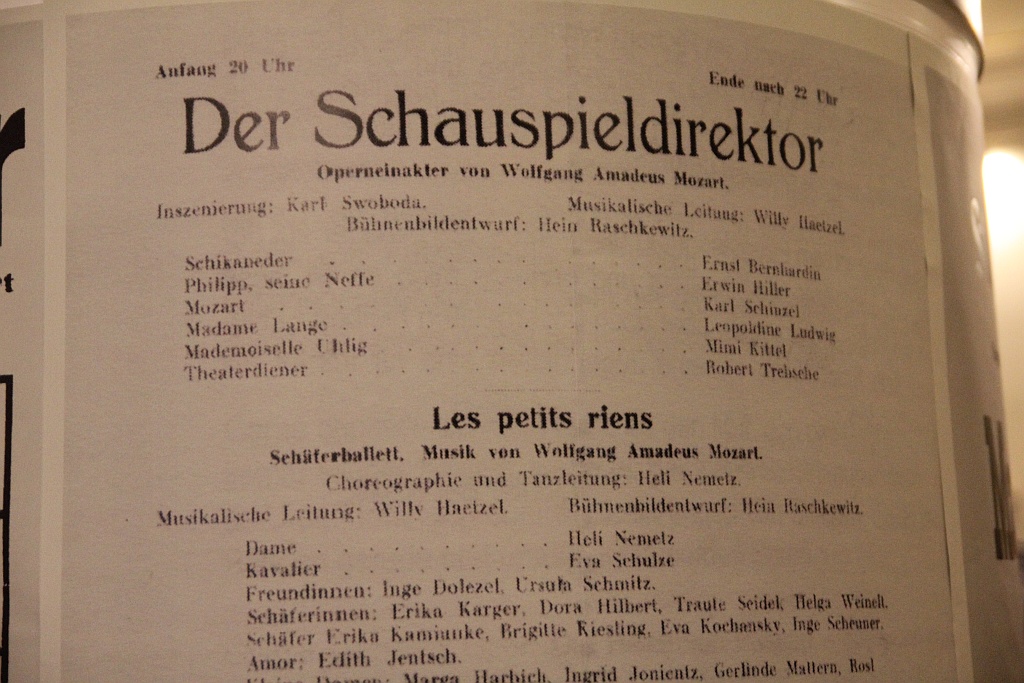 Anfang 20 Uhr
Ende nach 22 Uhr
Der Schauspieldirektor
Operneinakter von Wolfgang Amadeus Mozart.
Inszenierung: Karl Swoboda. Musikalische Leitung: Willy Haetzel.
Bühnenbildentwurf: Hein Raschkewitz.
Schikaneder . . . . . . . . . . . . . Ernst Bernhardin
Philipp, seine Neffe . . . . . . . . . . . Erwin Hiller
Mozart . . . . . . . . . . . . . . Karl Schinzel
Madame Lange . . . . . . . . . . . . . Leopoldine Ludwig
Mademoiselle Uhlig . . . . . . . . . . . Mimi Kittel
Theaterdiener . . . . . . . . . . . . . Robert Trebsche
Les petits riens
Schäferballett. Musik von Wolfgang Amadeus Mozart.
Choreographie und Tanzleitung: Heli Nemetz.
Musikalische Leitung: Willy Haetzel. Bühnenbildentwurf: Hein Raschkewitz.
Dame . . . . . . . . . . Heli Nemetz
Kavalier . . . . . . . . . Eva Schulze
Freundinnen: Inge Dolezel, Ursula Schmitz.
Schäferinnen: Erika Karger, Dora Hilbert, Traute Seidel, Helga Weinelt.
Schäfer Erika Kamiunke, Brigitte Riesling, Eva Kochansky, Inge Scheuner.
Amor: Edith Jentsch.
Marga Harbich, Ingrid Jonientz, Gerlinde Mattern, Rosl